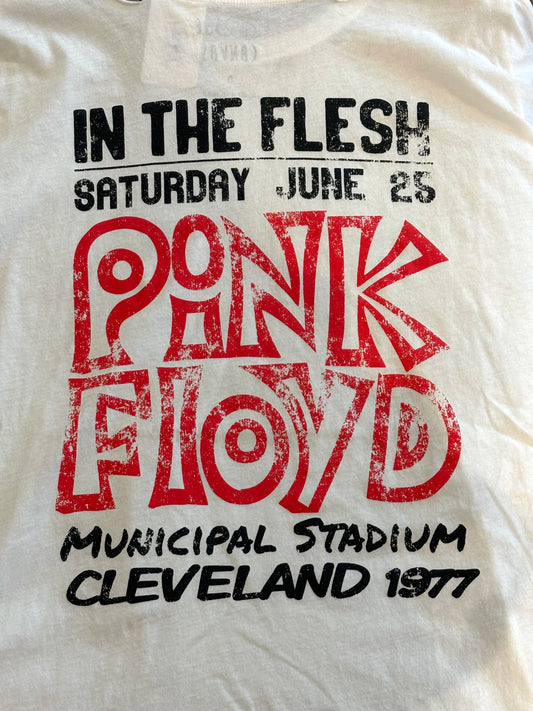 IN THE FLESH
SATURDAY JUNE 25
PINK
FLOYD
MUNICIPAL STADIUM
CLEVELAND 1977